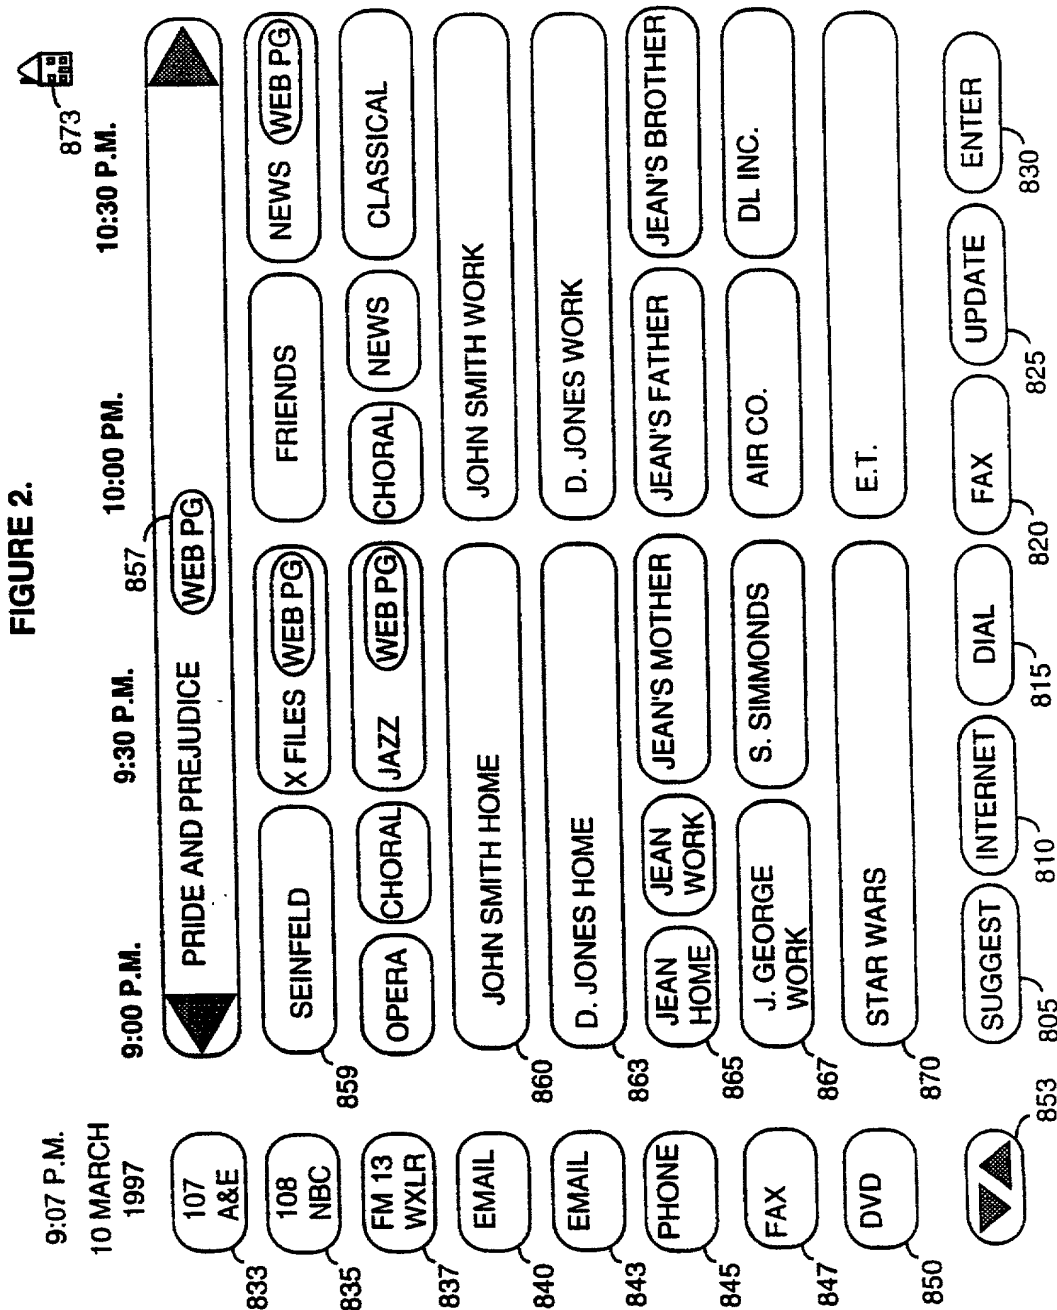 FIGURE 2.
873
9:07 P.M.
10 MARCH
1997
9:00 P.M.
9:30 P.M.
10:00 PM.
10:30 P.M.
107
A&E
833
PRIDE AND PREJUDICE
WEB PG
857
108
NBC
835
SEINFELD
859
X FILES
WEB PG
FRIENDS
NEWS
WEB PG
FM 13
WXLR
837
OPERA
CHORAL
JAZZ
WEB PG
CHORAL
NEWS
CLASSICAL
EMAIL
840
JOHN SMITH HOME
860
JOHN SMITH WORK
EMAIL
843
D. JONES HOME
863
D. JONES WORK
PHONE
845
JEAN
HOME
865
JEAN
WORK
JEAN'S MOTHER
JEAN'S FATHER
JEAN'S BROTHER
FAX
847
J. GEORGE
WORK
867
S. SIMMONDS
AIR CO.
DL INC.
DVD
850
STAR WARS
870
E.T.
853
SUGGEST
805
INTERNET
810
DIAL
815
FAX
820
UPDATE
825
ENTER
830